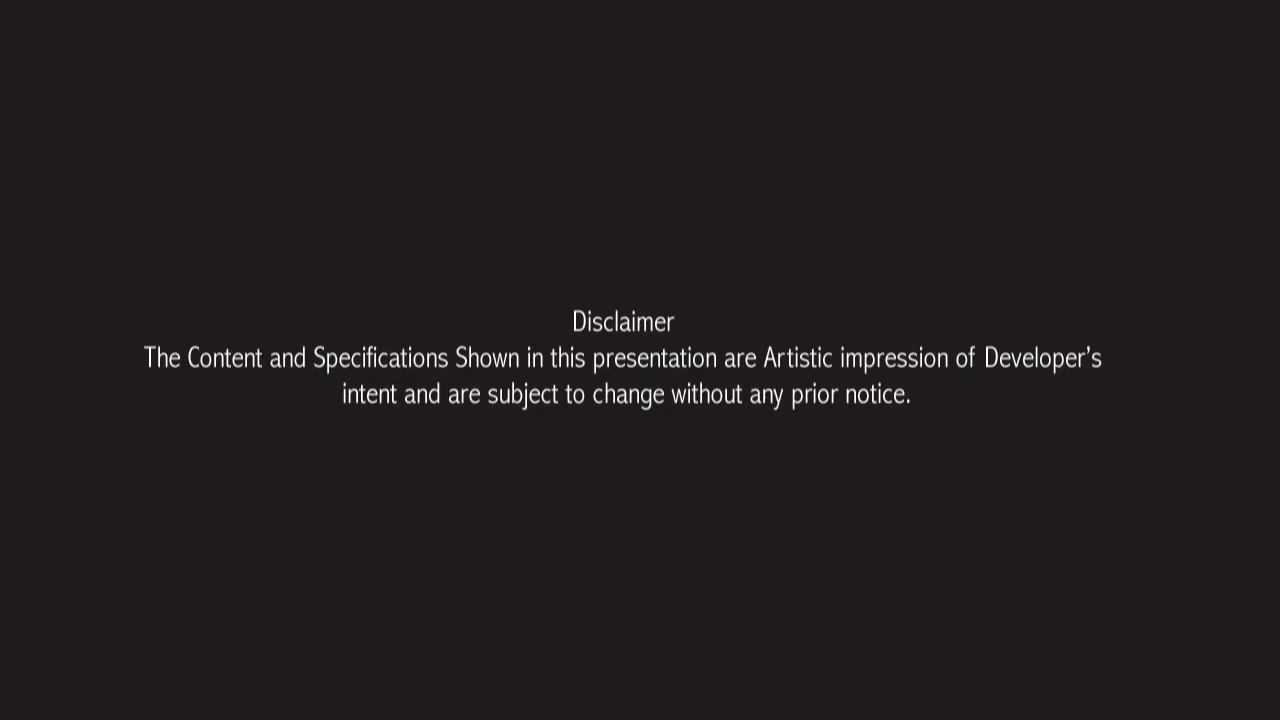 Disclaimer
The Content and Specifications Shown in this presentation are Artistic impression of Developer's
intent and are subject to change without any prior notice.